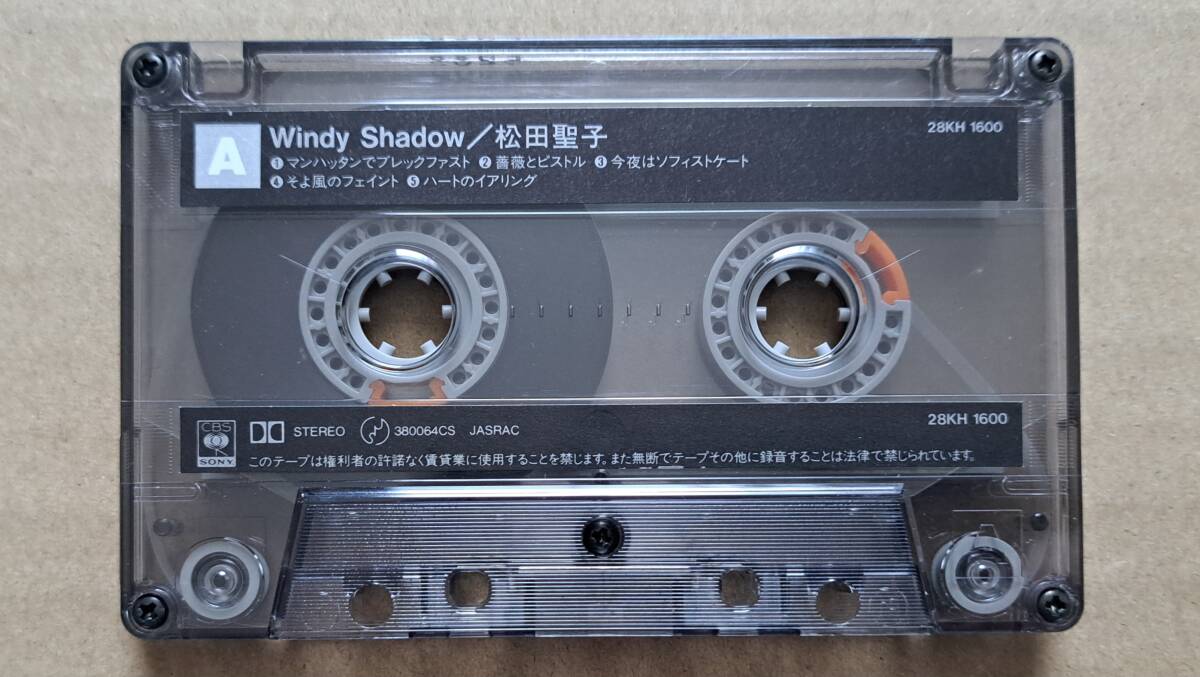 A
Windy Shadow／松田聖子
28KH 1600
❶マンハッタンでブレックファスト ❷薔薇とピストル ❸今夜はソフィストケート
❹そよ風のフェイント ❺ハートのイアリング
CBS
SONY
STEREO 380064CS JASRAC
28KH 1600
このテープは権利者の許諾なく賃貸業に使用することを禁じます。また無断でテープその他に録音することは法律で禁じられています。
A